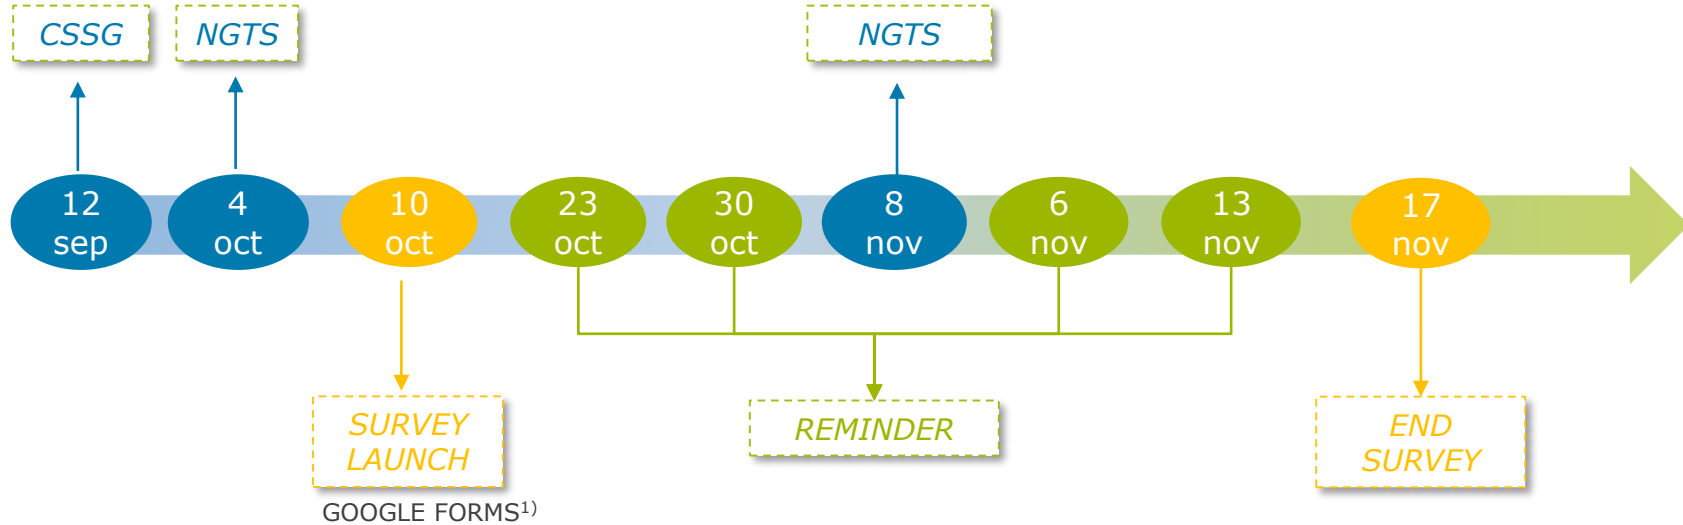 CSSG
NGTS
NGTS
12
sep
4
oct
10
oct
23
oct
30
oct
8
nov
6
nov
13
nov
17
nov
SURVEY
LAUNCH
REMINDER
END
SURVEY
GOOGLE FORMS1)